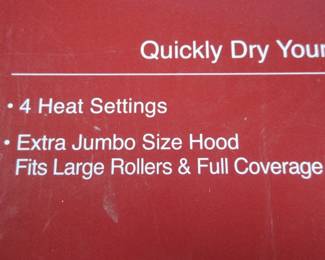 Quickly Dry Your
• 4 Heat Settings
• Extra Jumbo Size Hood
Fits Large Rollers & Full Coverage